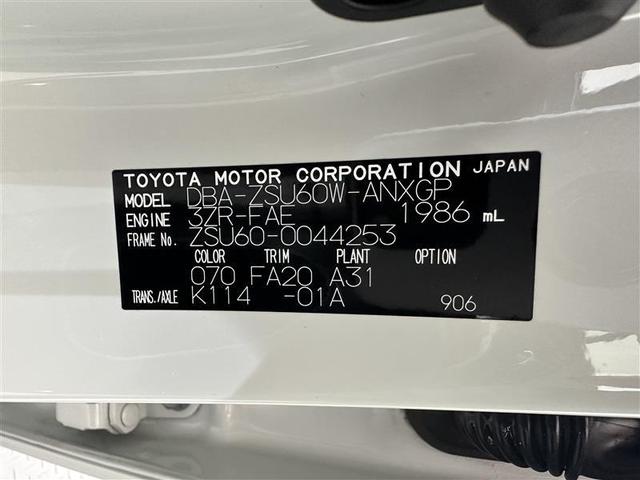 TOYOTA MOTOR CORPORATION JAPAN
MODEL DBA-ZSU60W-ANXGP
ENGINE 3ZR-FAE 1986 mL
FRAME NO. ZSU60-0044253
COLOR TRIM PLANT OPTION
070 FA20 A31
TRANS./AXLE K114 -01A 906